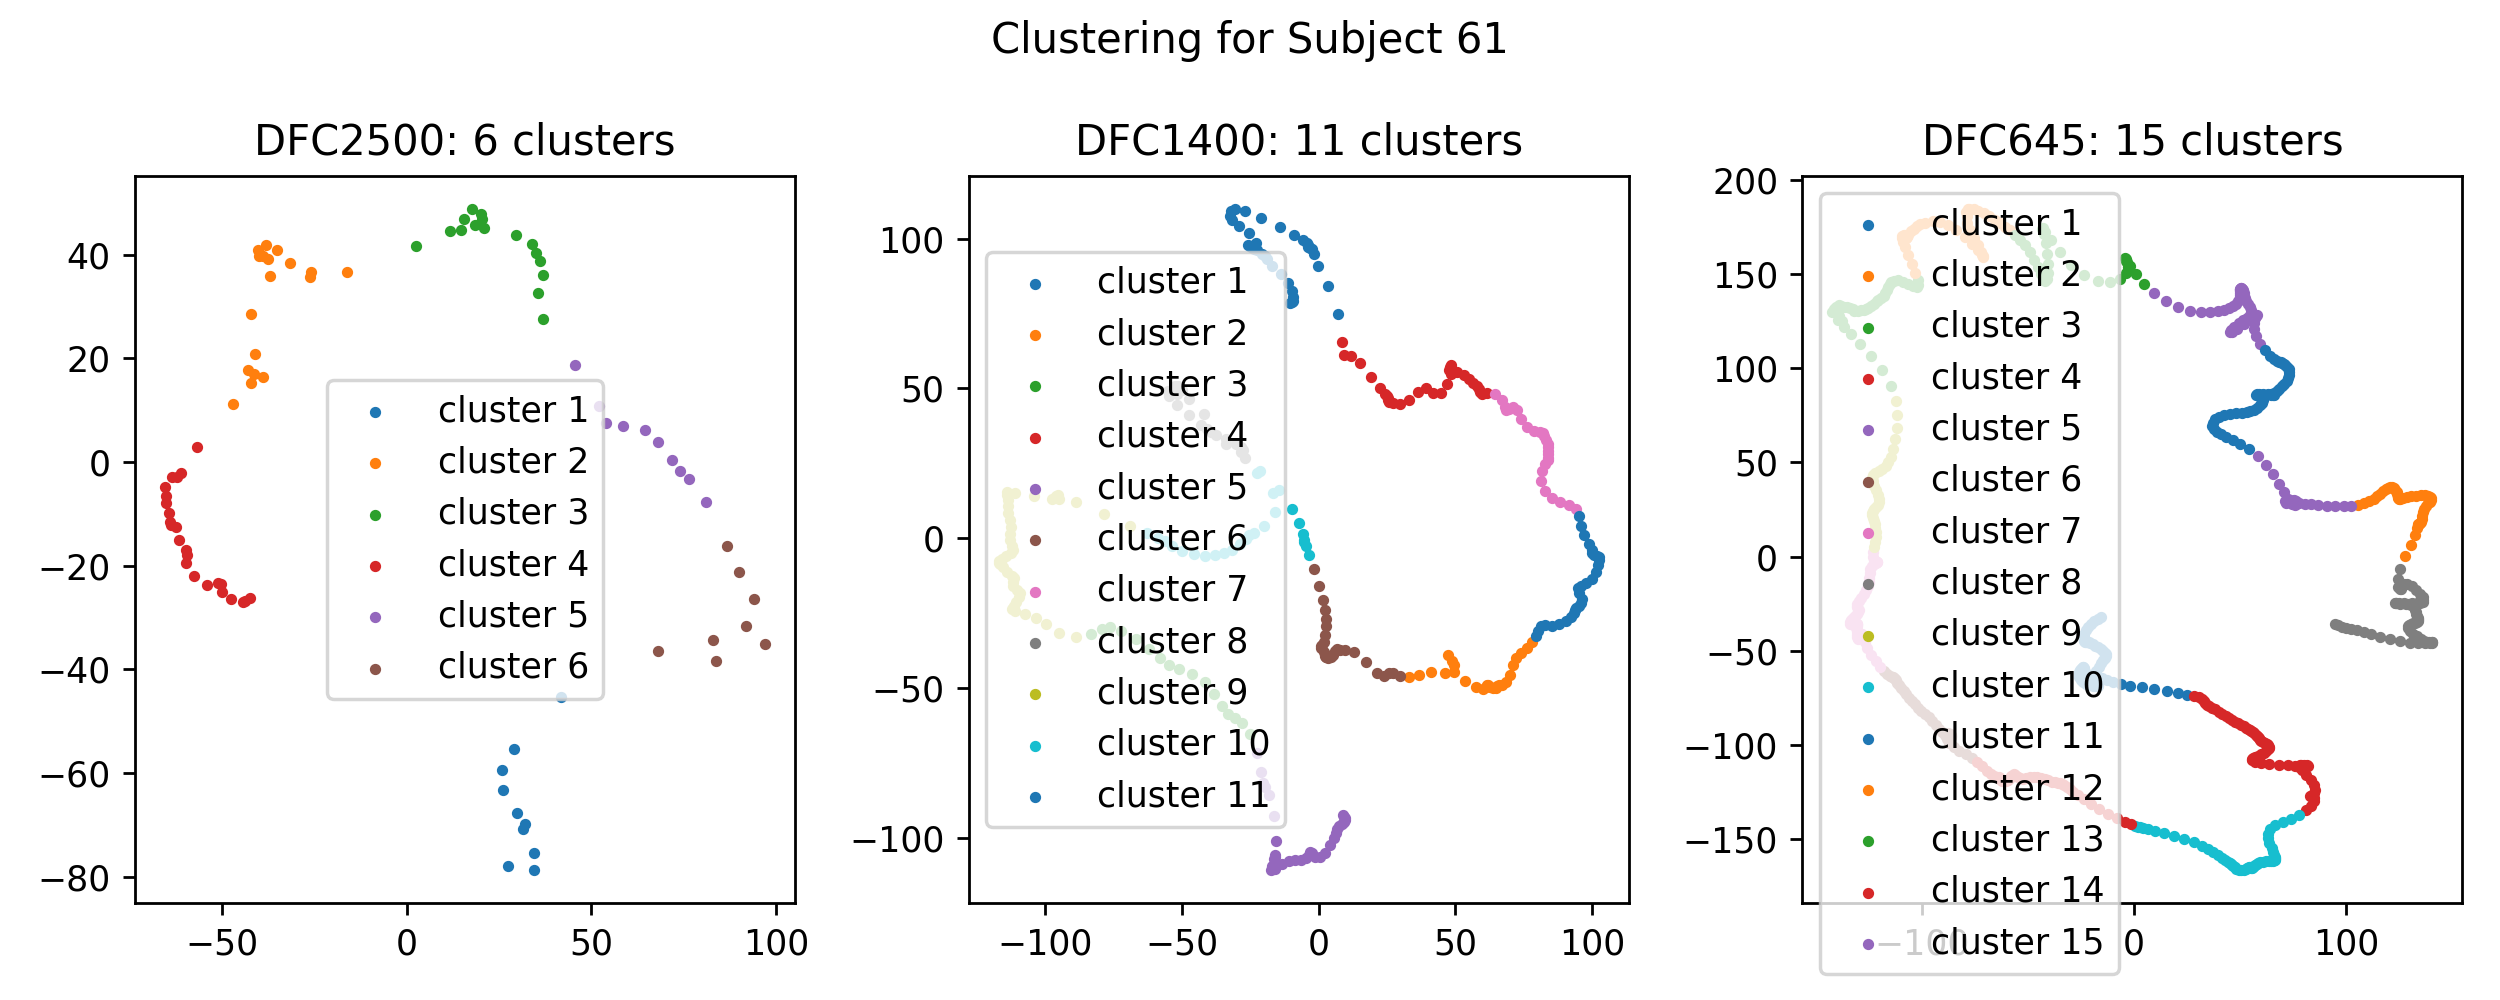 Clustering for Subject 61
DFC2500: 6 clusters
40
20
0
−20
−40
−60
−80
−50
0
50
100
cluster 1
cluster 2
cluster 3
cluster 4
cluster 5
cluster 6
DFC1400: 11 clusters
100
50
0
−50
−100
−100
−50
0
50
100
cluster 1
cluster 2
cluster 3
cluster 4
cluster 5
cluster 6
cluster 7
cluster 8
cluster 9
cluster 10
cluster 11
DFC645: 15 clusters
200
150
100
50
0
−50
−100
−150
−100
0
100
cluster 1
cluster 2
cluster 3
cluster 4
cluster 5
cluster 6
cluster 7
cluster 8
cluster 9
cluster 10
cluster 11
cluster 12
cluster 13
cluster 14
cluster 15